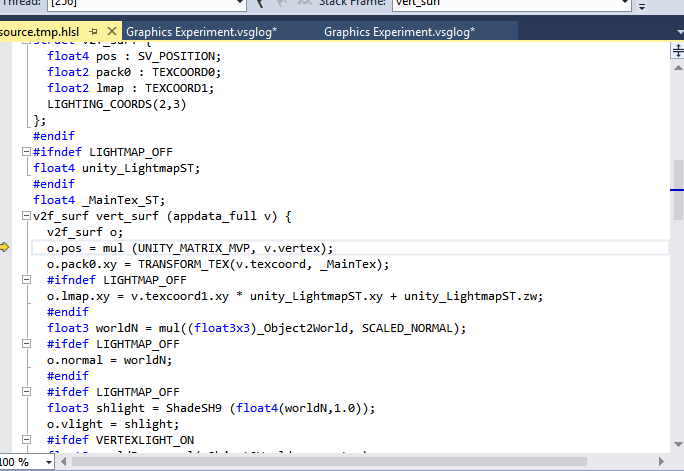 Thread: [256] Stack Frame: vert_surf
source.tmp.hlsl Graphics Experiment.vsglog* Graphics Experiment.vsglog*
struct v2f_surf {
float4 pos : SV_POSITION;
float2 pack0 : TEXCOORD0;
float2 lmap : TEXCOORD1;
LIGHTING_COORDS(2,3)
};
#endif
#ifndef LIGHTMAP_OFF
float4 unity_LightmapST;
#endif
float4 _MainTex_ST;
v2f_surf vert_surf (appdata_full v) {
v2f_surf o;
o.pos = mul (UNITY_MATRIX_MVP, v.vertex);
o.pack0.xy = TRANSFORM_TEX(v.texcoord, _MainTex);
#ifndef LIGHTMAP_OFF
o.lmap.xy = v.texcoord1.xy * unity_LightmapST.xy + unity_LightmapST.zw;
#endif
float3 worldN = mul((float3x3)_Object2World, SCALED_NORMAL);
#ifdef LIGHTMAP_OFF
o.normal = worldN;
#endif
#ifdef LIGHTMAP_OFF
float3 shlight = ShadeSH9 (float4(worldN,1.0));
o.vlight = shlight;
#ifdef VERTEXLIGHT_ON
100 %